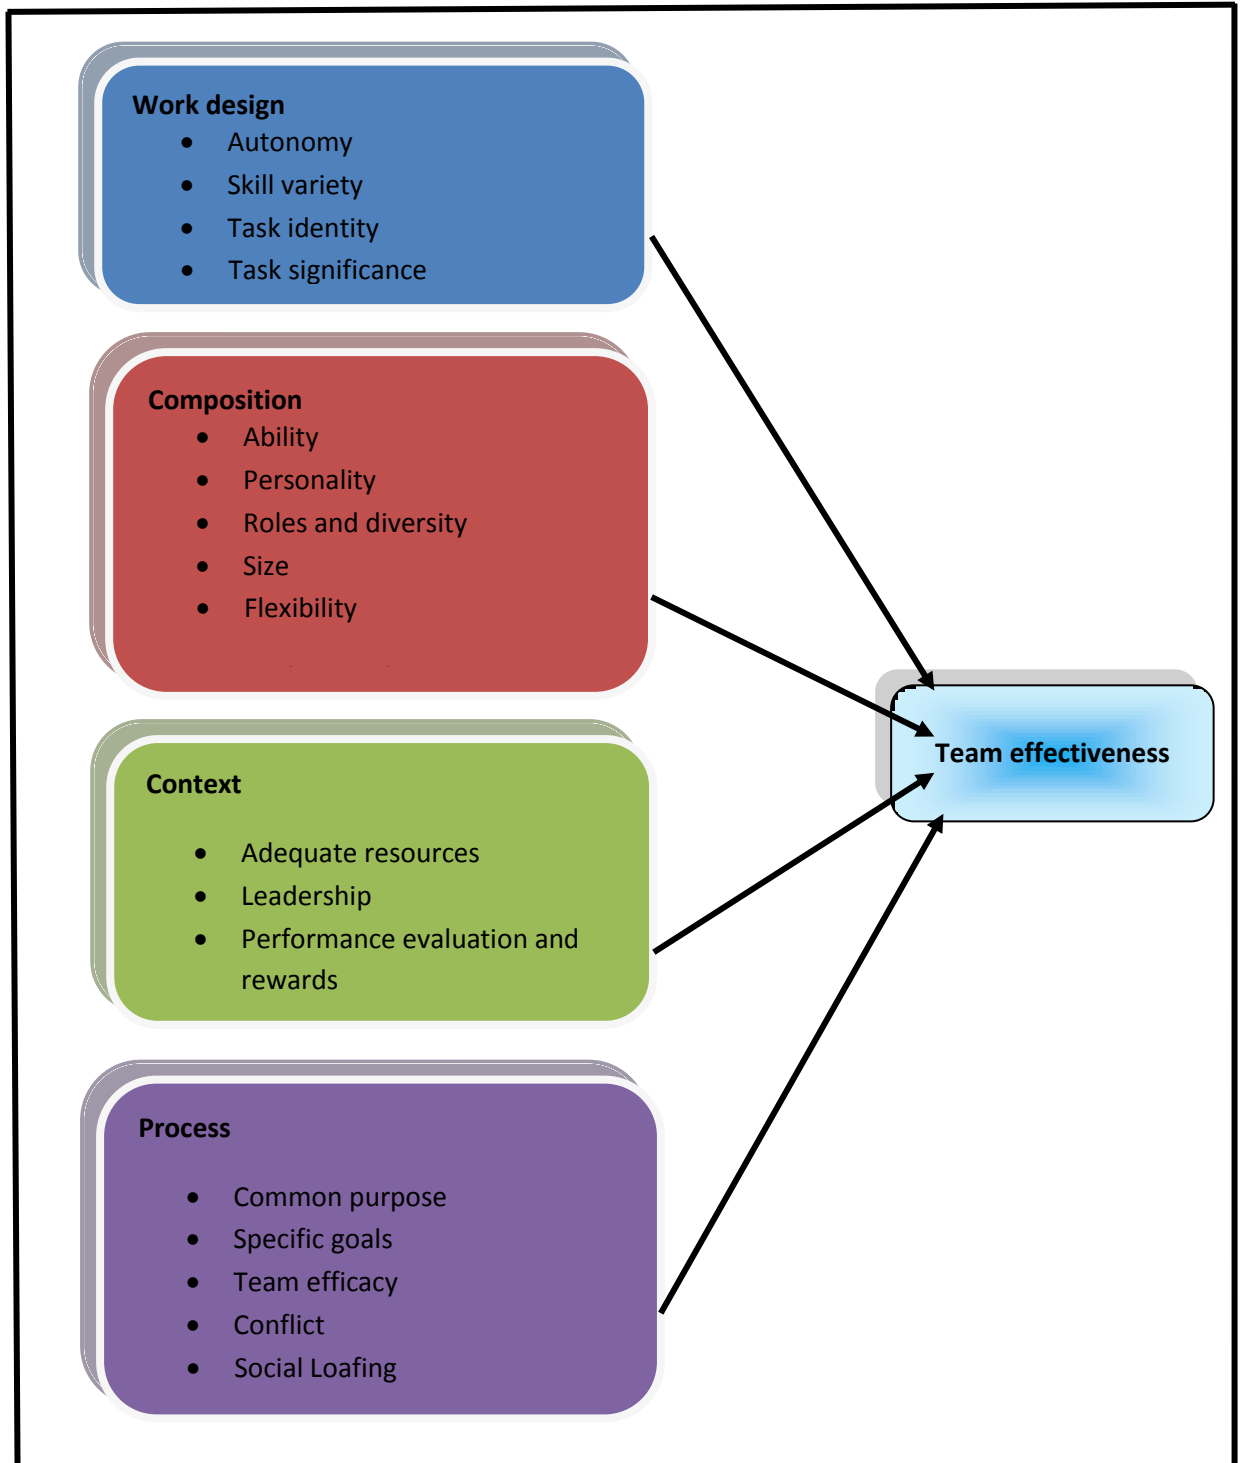 Work design
• Autonomy
• Skill variety
• Task identity
• Task significance
Composition
• Ability
• Personality
• Roles and diversity
• Size
• Flexibility
Context
• Adequate resources
• Leadership
• Performance evaluation and
rewards
Team effectiveness
Process
• Common purpose
• Specific goals
• Team efficacy
• Conflict
• Social Loafing